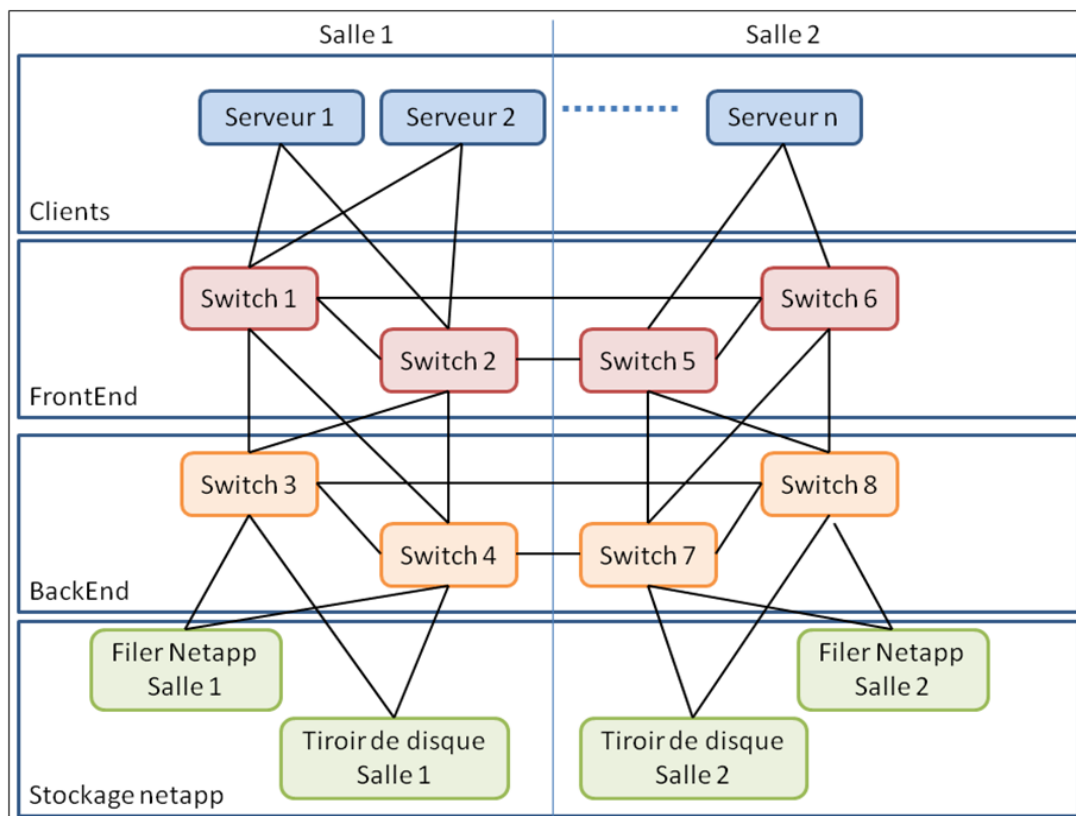 Salle 1
Salle 2
Serveur 1
Serveur 2
Serveur n
Clients
Switch 1
Switch 6
Switch 2
Switch 5
FrontEnd
Switch 3
Switch 8
Switch 4
Switch 7
BackEnd
Filer Netapp
Salle 1
Filer Netapp
Salle 2
Tiroir de disque
Salle 1
Tiroir de disque
Salle 2
Stockage netapp